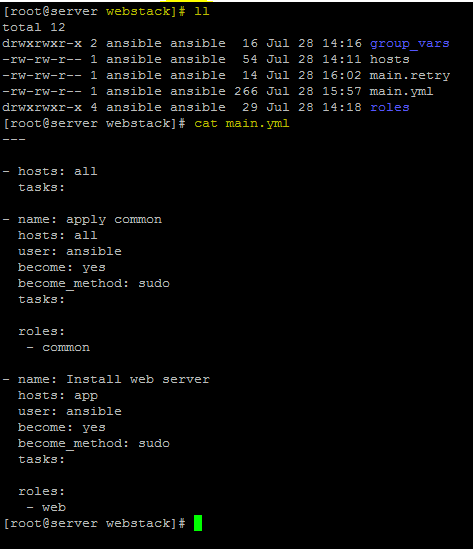 [root@server webstack]# ll
total 12
drwxrwxr-x 2 ansible ansible  16 Jul 28 14:16 group_vars
-rw-rw-r-- 1 ansible ansible  54 Jul 28 14:11 hosts
-rw-rw-r-- 1 ansible ansible  14 Jul 28 16:02 main.retry
-rw-rw-r-- 1 ansible ansible 266 Jul 28 15:57 main.yml
drwxrwxr-x 4 ansible ansible  29 Jul 28 14:18 roles
[root@server webstack]# cat main.yml
---

- hosts: all
  tasks:

- name: apply common
  hosts: all
  user: ansible
  become: yes
  become_method: sudo
  tasks:

  roles:
   - common

- name: Install web server
  hosts: app
  user: ansible
  become: yes
  become_method: sudo
  tasks:

  roles:
   - web
[root@server webstack]#